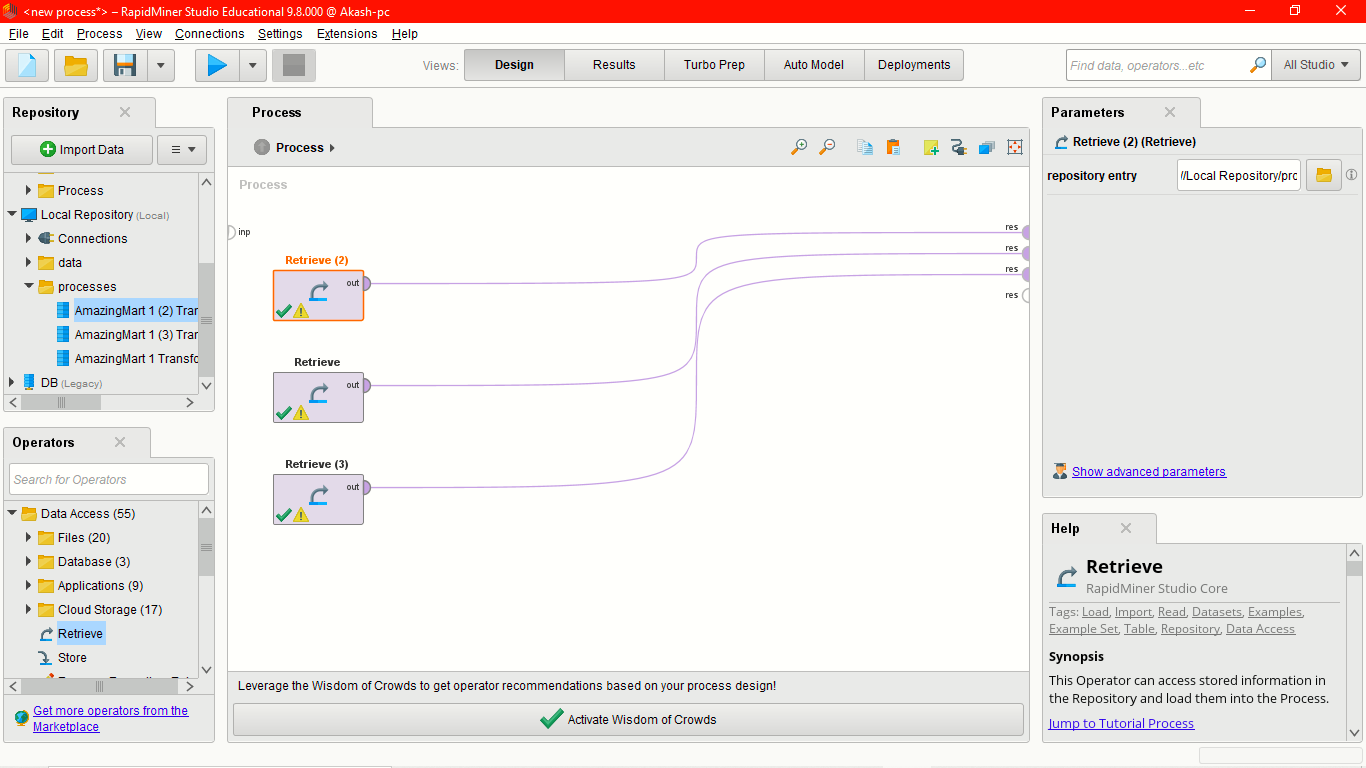 <new process*> – RapidMiner Studio Educational 9.8.000 @ Akash-pc
File Edit Process View Connections Settings Extensions Help
Views: Design Results Turbo Prep Auto Model Deployments
Find data, operators...etc
All Studio
Repository
Import Data
Process
Local Repository (Local)
Connections
data
processes
AmazingMart 1 (2) Tran
AmazingMart 1 (3) Tran
AmazingMart 1 Transfo
DB (Legacy)
Operators
Search for Operators
Data Access (55)
Files (20)
Database (3)
Applications (9)
Cloud Storage (17)
Retrieve
Store
Get more operators from the
Marketplace
Process
Process
Process
inp
Retrieve (2)
out
Retrieve
out
Retrieve (3)
out
res
res
res
res
Leverage the Wisdom of Crowds to get operator recommendations based on your process design!
Activate Wisdom of Crowds
Parameters
Retrieve (2) (Retrieve)
repository entry
//Local Repository/pro
Show advanced parameters
Help
Retrieve
RapidMiner Studio Core
Tags: Load, Import, Read, Datasets, Examples,
Example Set, Table, Repository, Data Access
Synopsis
This Operator can access stored information in
the Repository and load them into the Process.
Jump to Tutorial Process